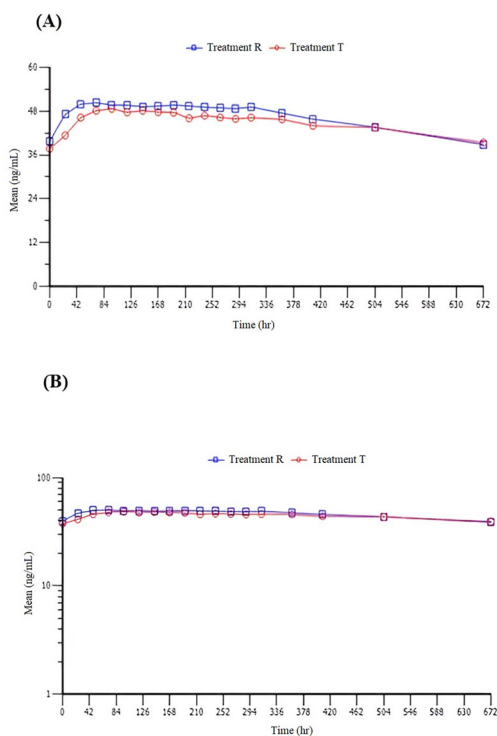 (A)
Treatment R Treatment T
60
48
36
24
12
0
Mean (ng/mL)
0 42 84 126 168 210 252 294 336 378 420 462 504 546 588 630 672
Time (hr)
(B)
Treatment R Treatment T
100
10
1
Mean (ng/mL)
0 42 84 126 168 210 252 294 336 378 420 462 504 546 588 630 672
Time (hr)